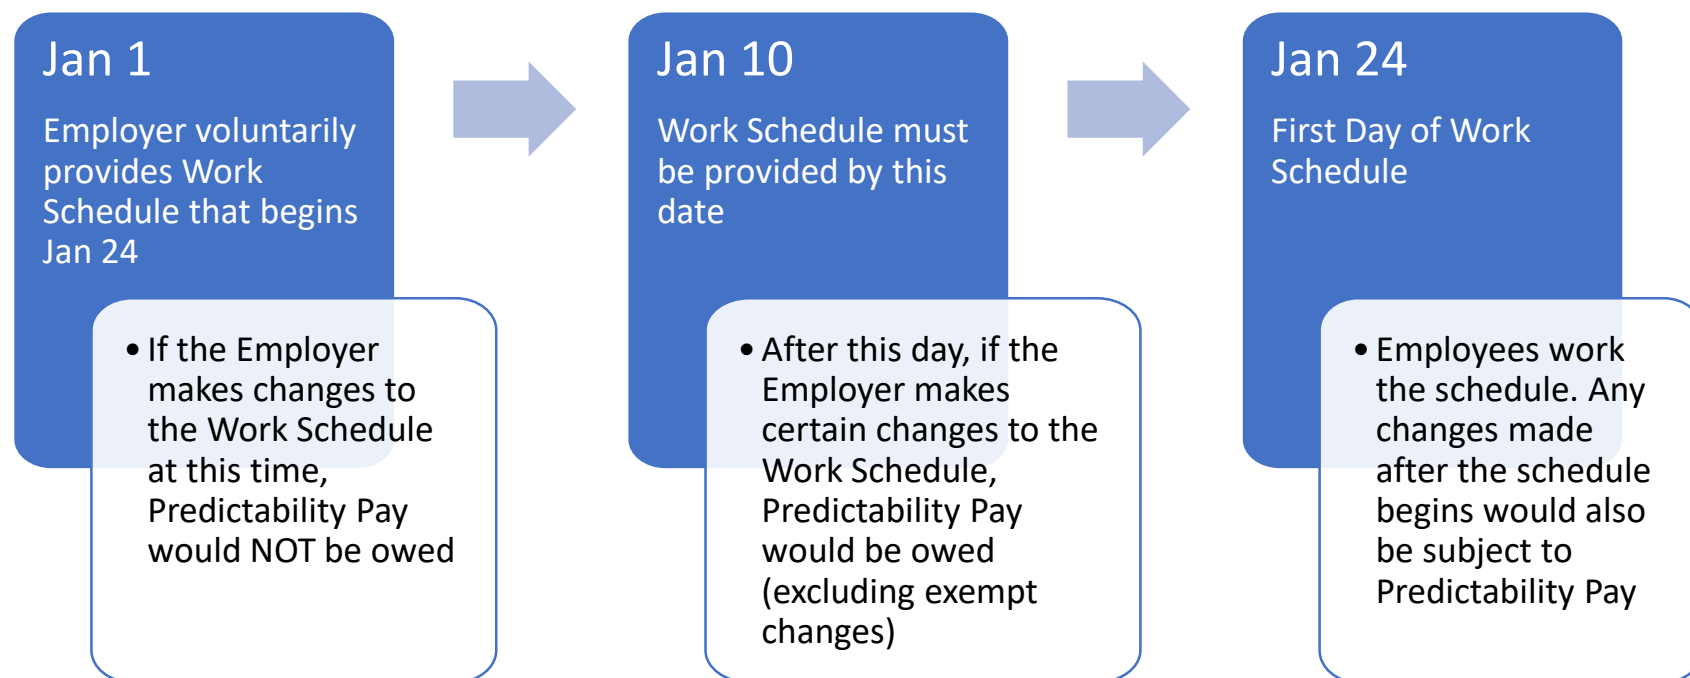 Jan 1
Employer voluntarily
provides Work
Schedule that begins
Jan 24
• If the Employer
makes changes to
the Work Schedule
at this time,
Predictability Pay
would NOT be owed
Jan 10
Work Schedule must
be provided by this
date
• After this day, if the
Employer makes
certain changes to the
Work Schedule,
Predictability Pay
would be owed
(excluding exempt
changes)
Jan 24
First Day of Work
Schedule
• Employees work
the schedule. Any
changes made
after the schedule
begins would also
be subject to
Predictability Pay